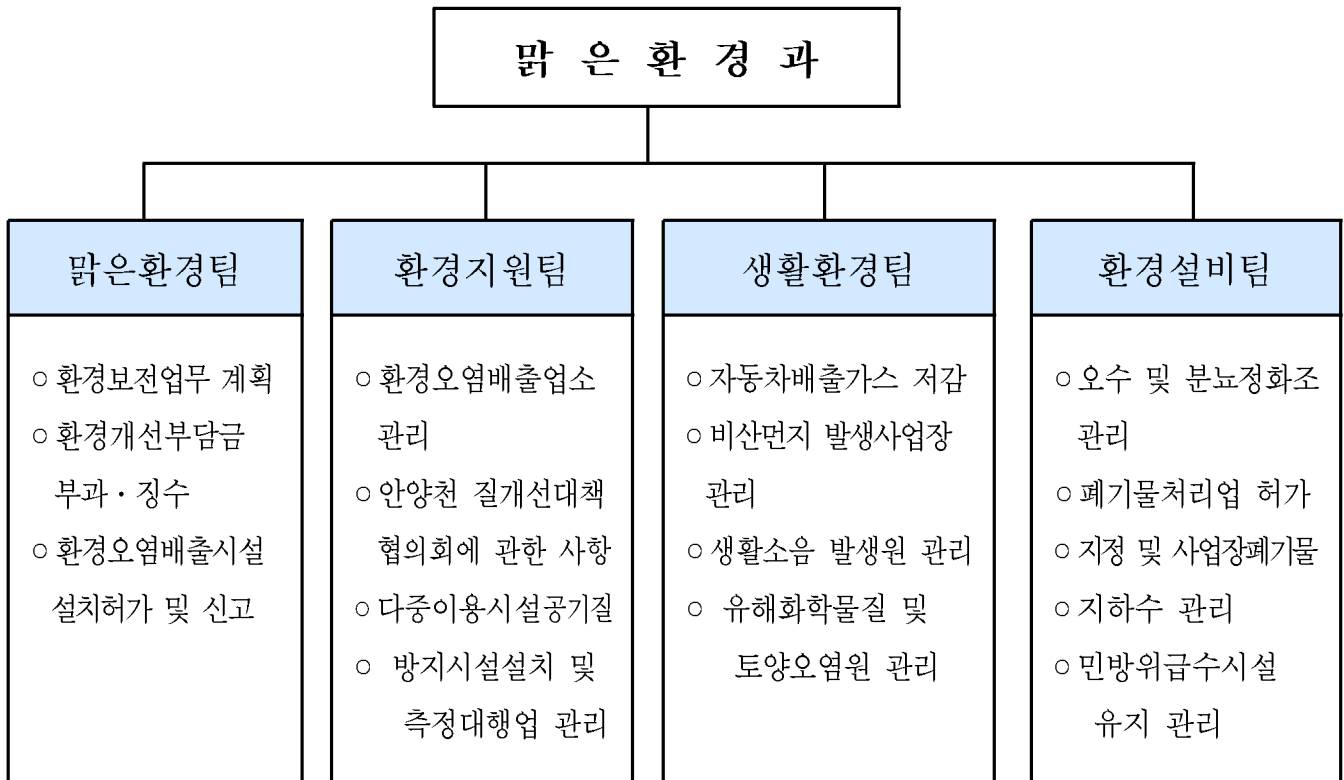 맑 은 환 경 과
맑은환경팀
○ 환경보전업무 계획
○ 환경개선부담금
부과 · 징수
○ 환경오염배출시설
설치허가 및 신고
환경지원팀
○ 환경오염배출업소
관리
○ 안양천 질개선대책
협의회에 관한 사항
○ 다중이용시설공기질
○ 방지시설설치 및
측정대행업 관리
생활환경팀
○ 자동차배출가스 저감
○ 비산먼지 발생사업장
관리
○ 생활소음 발생원 관리
○ 유해화학물질 및
토양오염원 관리
환경설비팀
○ 오수 및 분뇨정화조
관리
○ 폐기물처리업 허가
○ 지정 및 사업장폐기물
○ 지하수 관리
○ 민방위급수시설
유지 관리